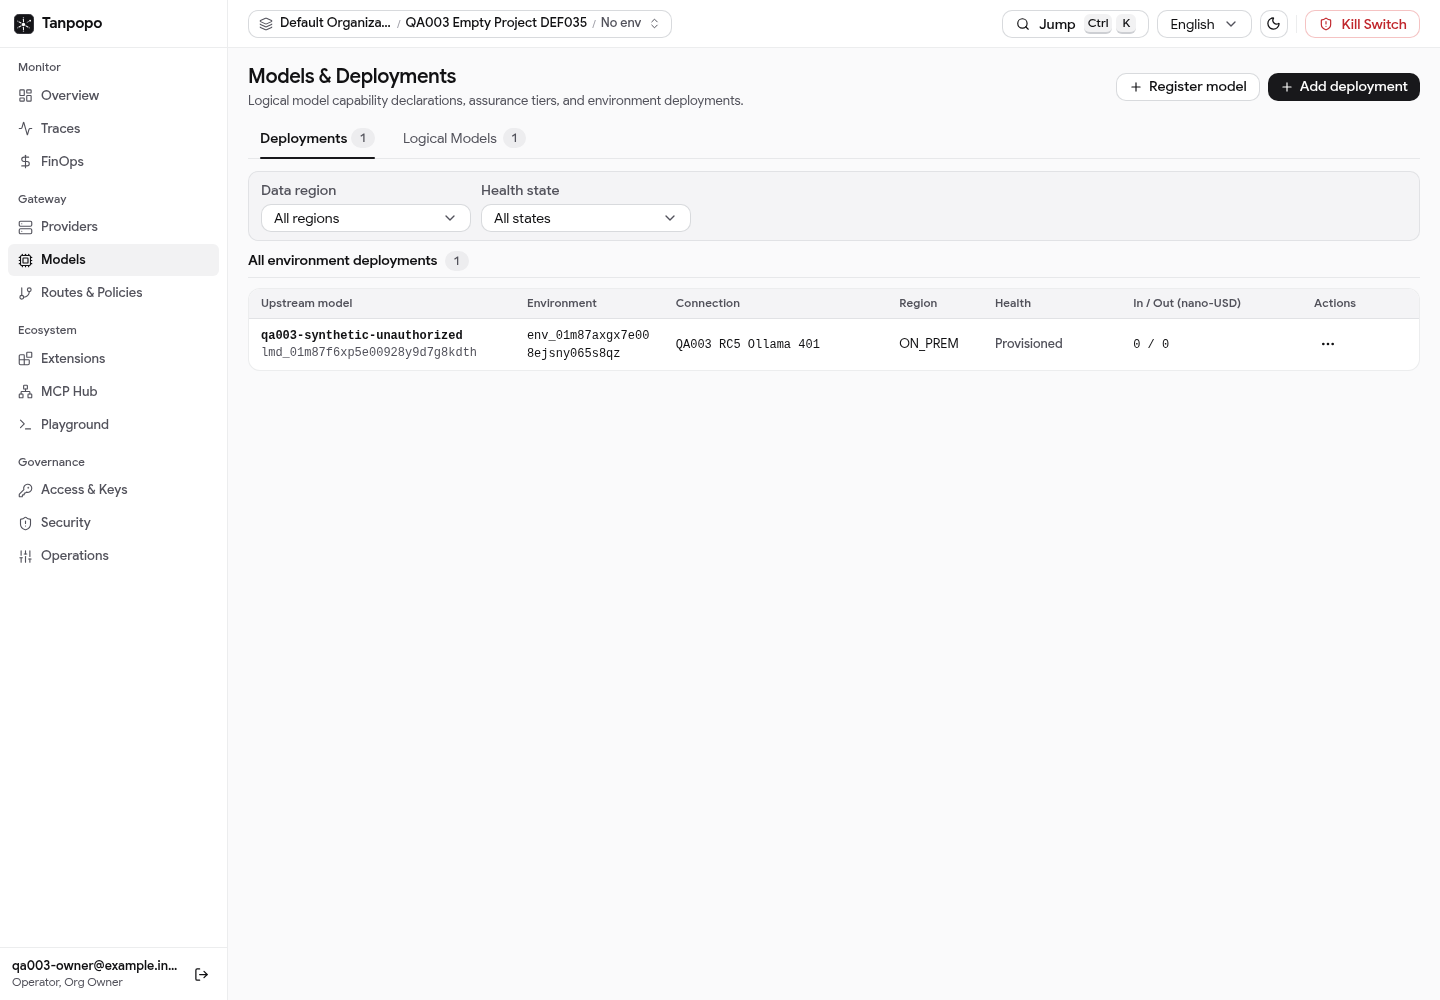 Tanpopo
Default Organiza... / QA003 Empty Project DEF035 / No env
Jump Ctrl K
English
Kill Switch
Monitor
Overview
Traces
FinOps
Gateway
Providers
Models
Routes & Policies
Ecosystem
Extensions
MCP Hub
Playground
Governance
Access & Keys
Security
Operations
qa003-owner@example.in...
Operator, Org Owner
Models & Deployments
Logical model capability declarations, assurance tiers, and environment deployments.
+ Register model
+ Add deployment
Deployments 1
Logical Models 1
Data region
All regions
Health state
All states
All environment deployments 1
Upstream model Environment Connection Region Health In / Out (nano-USD) Actions
qa003-synthetic-unauthorized
lmd_01m87f6xp5e00928y9d7g8kdth
env_01m87axgx7e00
8ejsny065s8qz
QA003 RC5 Ollama 401
ON_PREM
Provisioned
0 / 0